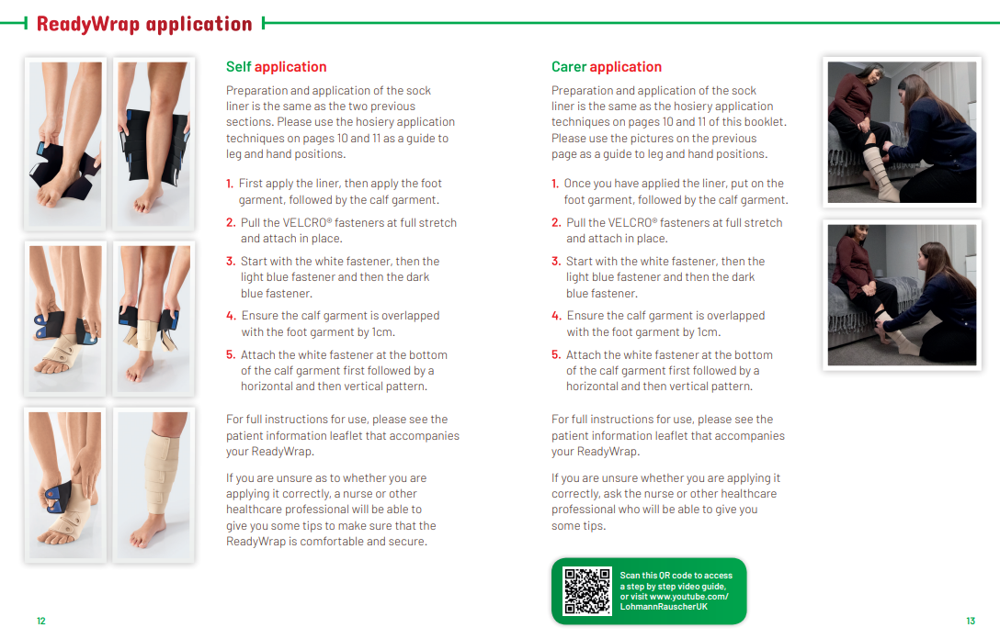 ReadyWrap application
Self application
Preparation and application of the sock
liner is the same as the two previous
sections. Please use the hosiery application
techniques on pages 10 and 11 as a guide to
leg and hand positions.
1. First apply the liner, then apply the foot
garment, followed by the calf garment.
2. Pull the VELCRO® fasteners at full stretch
and attach in place.
3. Start with the white fastener, then the
light blue fastener and then the dark
blue fastener.
4. Ensure the calf garment is overlapped
with the foot garment by 1cm.
5. Attach the white fastener at the bottom
of the calf garment first followed by a
horizontal and then vertical pattern.
For full instructions for use, please see the
patient information leaflet that accompanies
your ReadyWrap.
If you are unsure as to whether you are
applying it correctly, a nurse or other
healthcare professional will be able to
give you some tips to make sure that the
ReadyWrap is comfortable and secure.
12
Carer application
Preparation and application of the sock
liner is the same as the hosiery application
techniques on pages 10 and 11 of this booklet.
Please use the pictures on the previous
page as a guide to leg and hand positions.
1. Once you have applied the liner, put on the
foot garment, followed by the calf garment.
2. Pull the VELCRO® fasteners at full stretch
and attach in place.
3. Start with the white fastener, then the
light blue fastener and then the dark
blue fastener.
4. Ensure the calf garment is overlapped
with the foot garment by 1cm.
5. Attach the white fastener at the bottom
of the calf garment first followed by a
horizontal and then vertical pattern.
For full instructions for use, please see the
patient information leaflet that accompanies
your ReadyWrap.
If you are unsure whether you are applying it
correctly, ask the nurse or other healthcare
professional who will be able to give you
some tips.
Scan this QR code to access
a step by step video guide,
or visit www.youtube.com/
LohmannRauscherUK
13